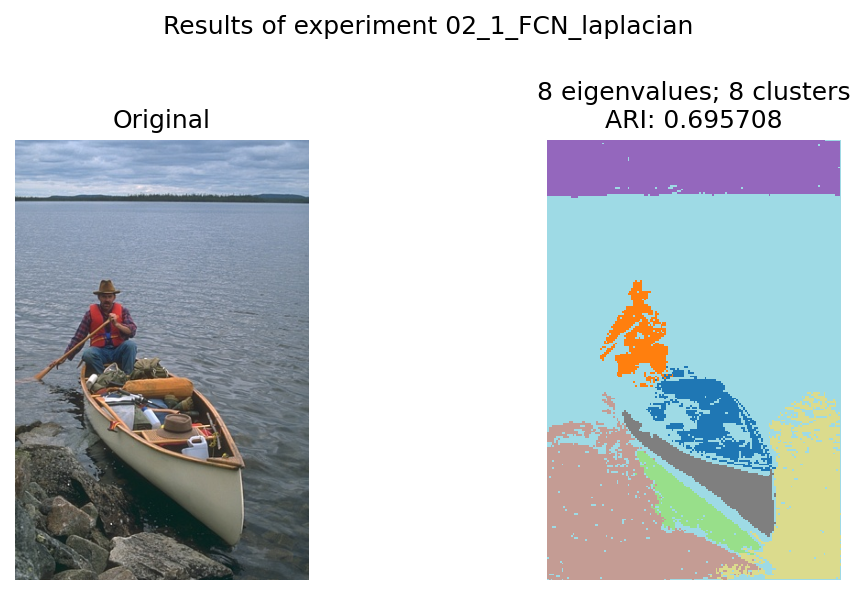 Results of experiment 02_1_FCN_laplacian
Original
8 eigenvalues; 8 clusters
ARI: 0.695708